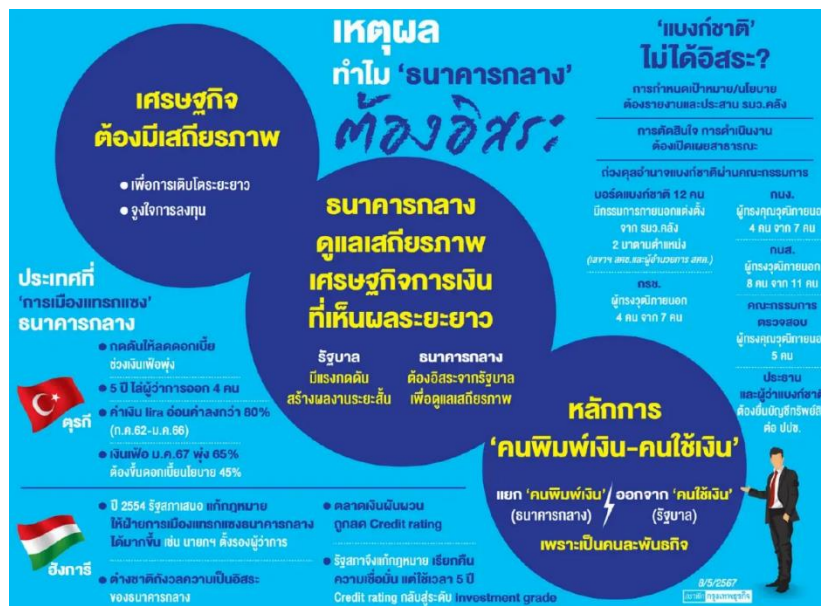 เหตุผล
ทำไม 'ธนาคารกลาง'
ต้องอิสระ
เศรษฐกิจ
ต้องมีเสถียรภาพ
• เพื่อการเติบโตระยะยาว
• จูงใจการลงทุน
ธนาคารกลาง
ดูแลเสถียรภาพ
เศรษฐกิจการเงิน
ที่เห็นผลระยะยาว
รัฐบาล
มีแรงกดดัน
สร้างผลงานระยะสั้น
ธนาคารกลาง
ต้องอิสระจากรัฐบาล
เพื่อดูแลเสถียรภาพ
'แบงก์ชาติ'
ไม่ได้อิสระ?
การกำหนดเป้าหมาย/นโยบาย
ต้องรายงานและประสาน รมว.คลัง
การตัดสินใจ การดำเนินงาน
ต้องเปิดเผยสาธารณะ
ถ่วงดุลอำนาจแบงก์ชาติผ่านคณะกรรมการ
บอร์ดแบงก์ชาติ 12 คน
มีกรรมการภายนอกแต่งตั้ง
จาก รมว.คลัง
2 มาตามตำแหน่ง
(เลขาฯ สศช.และผู้อำนวยการ สศค.)
กรช.
ผู้ทรงวุฒิภายนอก
4 คน จาก 7 คน
กนง.
ผู้ทรงคุณวุฒิภายนอ
4 คน จาก 7 คน
กนส.
ผู้ทรงวุฒิภายนอก
8 คน จาก 11 คน
คณะกรรมการ
ตรวจสอบ
ผู้ทรงคุณวุฒิภายนอ
5 คน
ประธาน
และผู้ว่าแบงก์ชาติ
ต้องยื่นบัญชีทรัพย์สิ
ต่อ ปปช.
ประเทศที่
'การเมืองแทรกแซง'
ธนาคารกลาง
ตุรกี
• กดดันให้ลดดอกเบี้ย
ช่วงเงินเฟ้อพุ่ง
• 5 ปี ไล่ผู้ว่าการออก 4 คน
• ค่าเงิน lira อ่อนค่าลงกว่า 80%
(ก.ค.62-ม.ค.66)
• เงินเฟ้อ ม.ค.67 พุ่ง 65%
ต้องขึ้นดอกเบี้ยนโยบาย 45%
ฮังการี
• ปี 2554 รัฐสภาเสนอ แก้กฎหมาย
ให้ฝ่ายการเมืองแทรกแซงธนาคารกลาง
ได้มากขึ้น เช่น นายกฯ ตั้งรองผู้ว่าการ
• ต่างชาติกังวลความเป็นอิสระ
ของธนาคารกลาง
• ตลาดเงินผันผวน
ถูกลด Credit rating
• รัฐสภาจึงแก้กฎหมาย เรียกคืน
ความเชื่อมั่น แต่ใช้เวลา 5 ปี
Credit rating กลับสู่ระดับ investment grade
หลักการ
'คนพิมพ์เงิน-คนใช้เงิน'
แยก 'คนพิมพ์เงิน'
(ธนาคารกลาง)
ออกจาก 'คนใช้เงิน'
(รัฐบาล)
เพราะเป็นคนละพันธกิจ
8/5/2567
กรุงเทพธุรกิจ